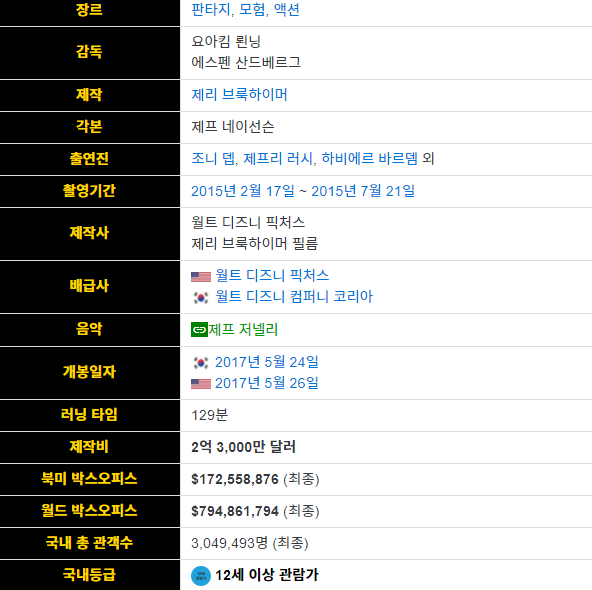 장르 판타지, 모험, 액션
감독 요아킴 뢴닝
에스펜 산드베르그
제작 제리 브룩하이머
각본 제프 네이선슨
출연진 조니 뎁, 제프리 러시, 하비에르 바르뎀 외
촬영기간 2015년 2월 17일 ~ 2015년 7월 21일
제작사 월트 디즈니 픽처스
제리 브룩하이머 필름
배급사 월트 디즈니 픽처스
월트 디즈니 컴퍼니 코리아
음악 제프 저넬리
개봉일자 2017년 5월 24일
2017년 5월 26일
러닝 타임 129분
제작비 2억 3,000만 달러
북미 박스오피스 $172,558,876 (최종)
월드 박스오피스 $794,861,794 (최종)
국내 총 관객수 3,049,493명 (최종)
국내등급 12세 이상 관람가